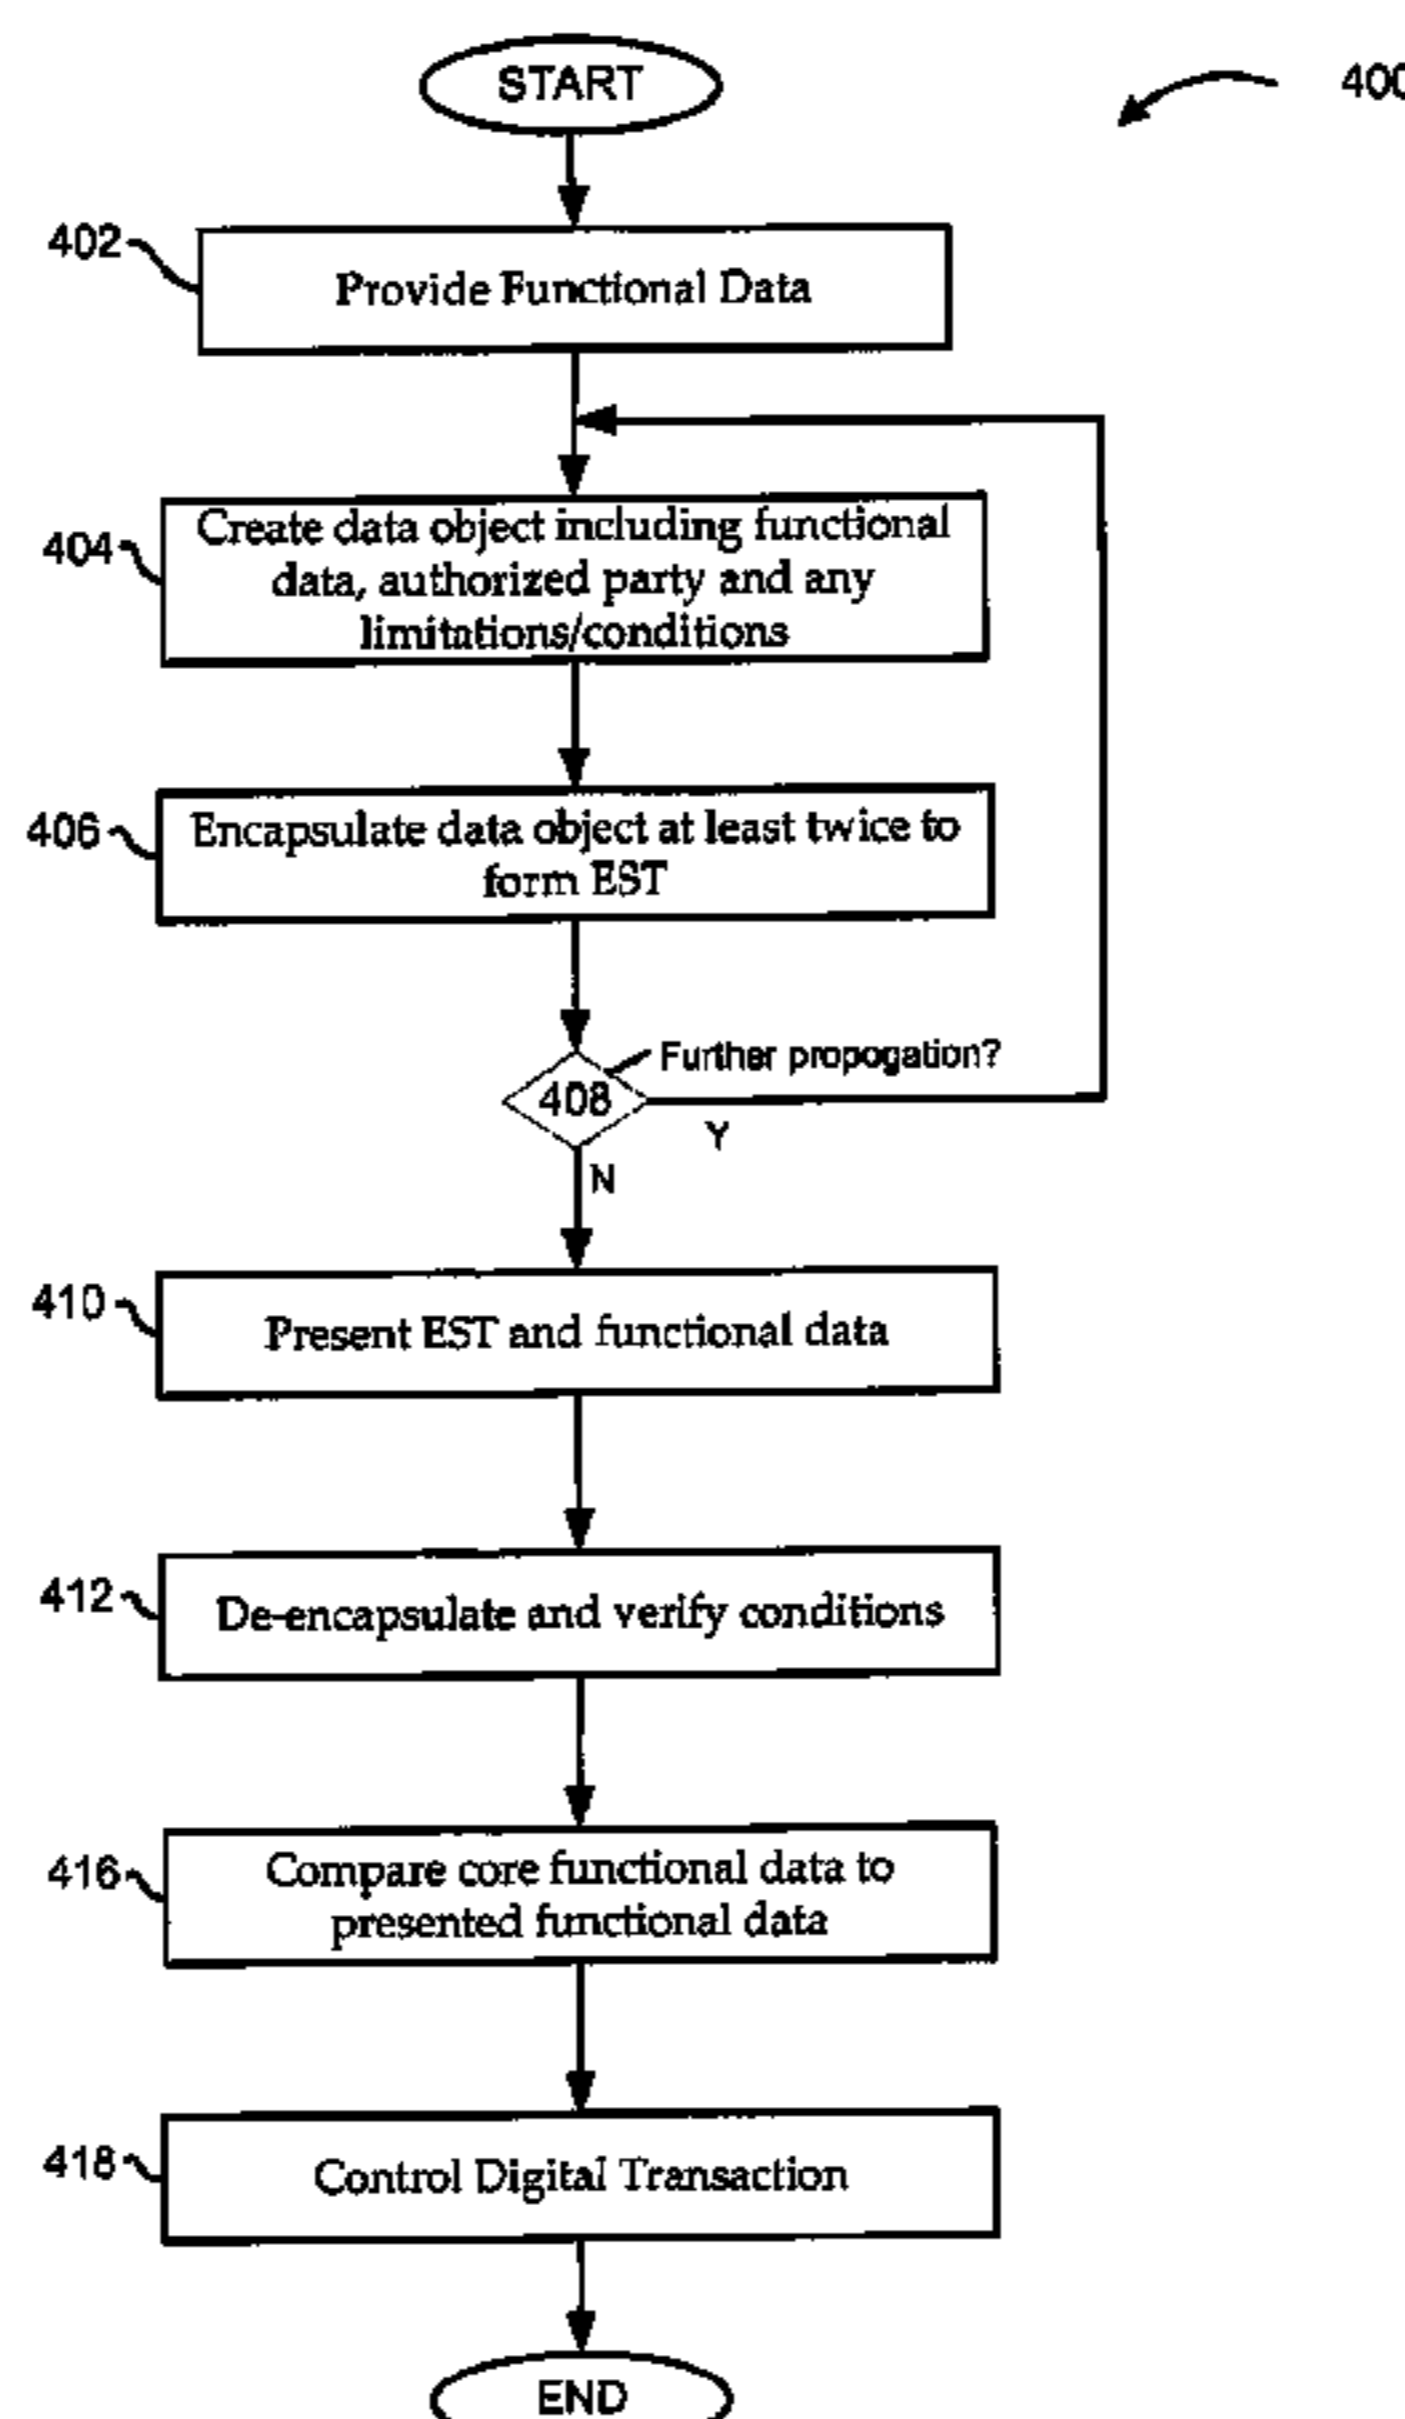 START
400
402
Provide Functional Data
404
Create data object including functional
data, authorized party and any
limitations/conditions
406
Encapsulate data object at least twice to
form EST
Further propogation?
408
Y
N
410
Present EST and functional data
412
De-encapsulate and verify conditions
416
Compare core functional data to
presented functional data
418
Control Digital Transaction
END